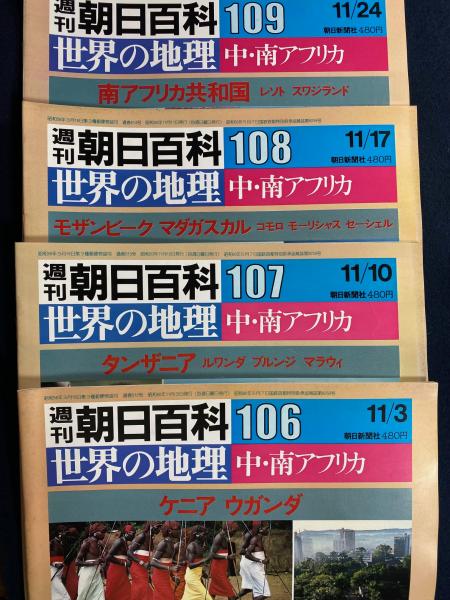 週刊 朝日百科 109 11/24
朝日新聞社 480円
世界の地理 中・南アフリカ
南アフリカ共和国 レソト スワジランド
週刊 朝日百科 108 11/17
朝日新聞社 480円
世界の地理 中・南アフリカ
モザンビーク マダガスカル コモロ モーリシャス セーシェル
週刊 朝日百科 107 11/10
朝日新聞社 480円
世界の地理 中・南アフリカ
タンザニア ルワンダ ブルンジ マラウィ
週刊 朝日百科 106 11/3
朝日新聞社 480円
世界の地理 中・南アフリカ
ケニア ウガンダ